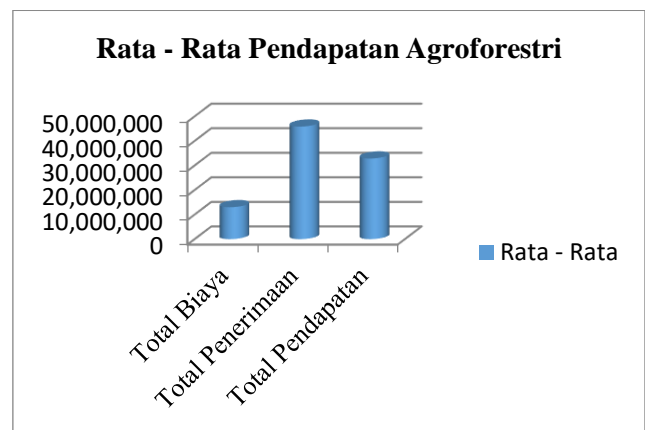 Rata - Rata Pendapatan Agroforestri
50,000,000
40,000,000
30,000,000
20,000,000
10,000,000
0
Total Biaya
Total Penerimaan
Total Pendapatan
Rata - Rata